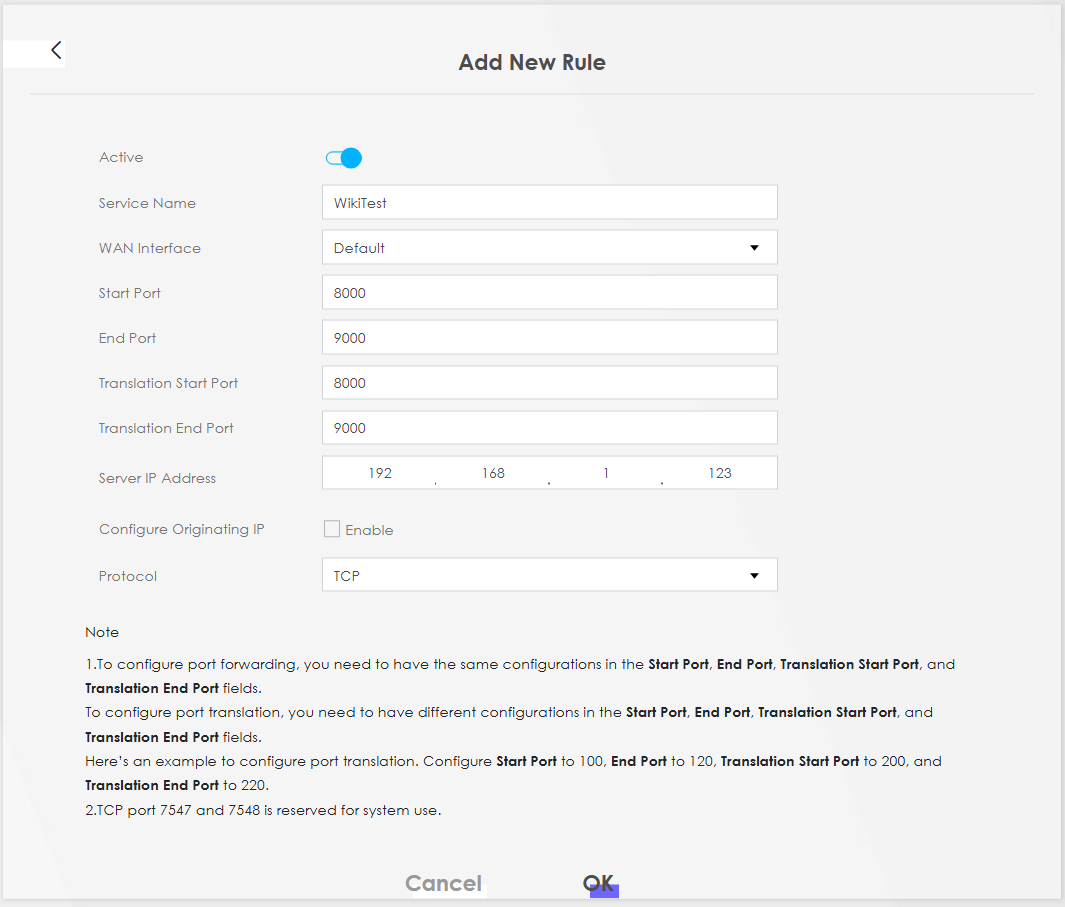 Add New Rule
Active
Service Name WikiTest
WAN Interface Default
Start Port 8000
End Port 9000
Translation Start Port 8000
Translation End Port 9000
Server IP Address 192 . 168 . 1 . 123
Configure Originating IP Enable
Protocol TCP
Note
1.To configure port forwarding, you need to have the same configurations in the Start Port, End Port, Translation Start Port, and
Translation End Port fields.
To configure port translation, you need to have different configurations in the Start Port, End Port, Translation Start Port, and
Translation End Port fields.
Here's an example to configure port translation. Configure Start Port to 100, End Port to 120, Translation Start Port to 200, and
Translation End Port to 220.
2.TCP port 7547 and 7548 is reserved for system use.
Cancel OK